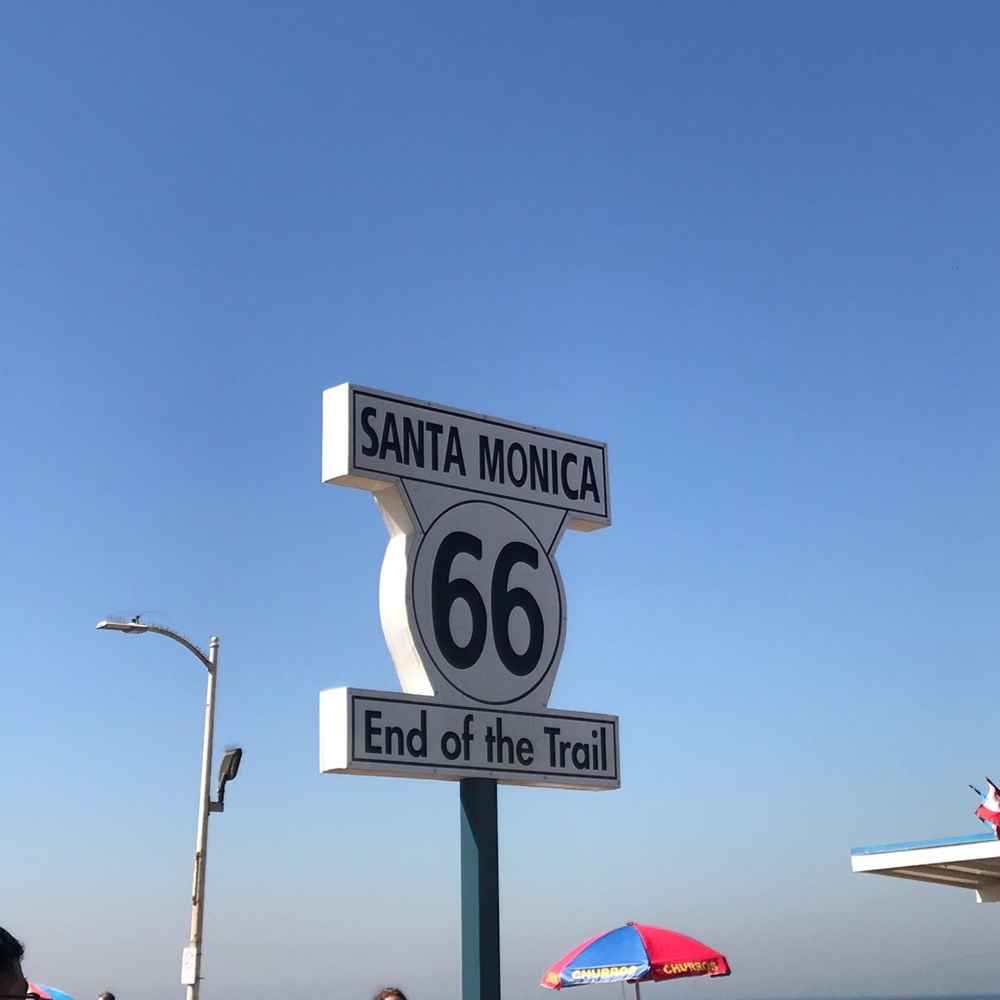 SANTA MONICA
66
End of the Trail
CHURROS
CHURROS